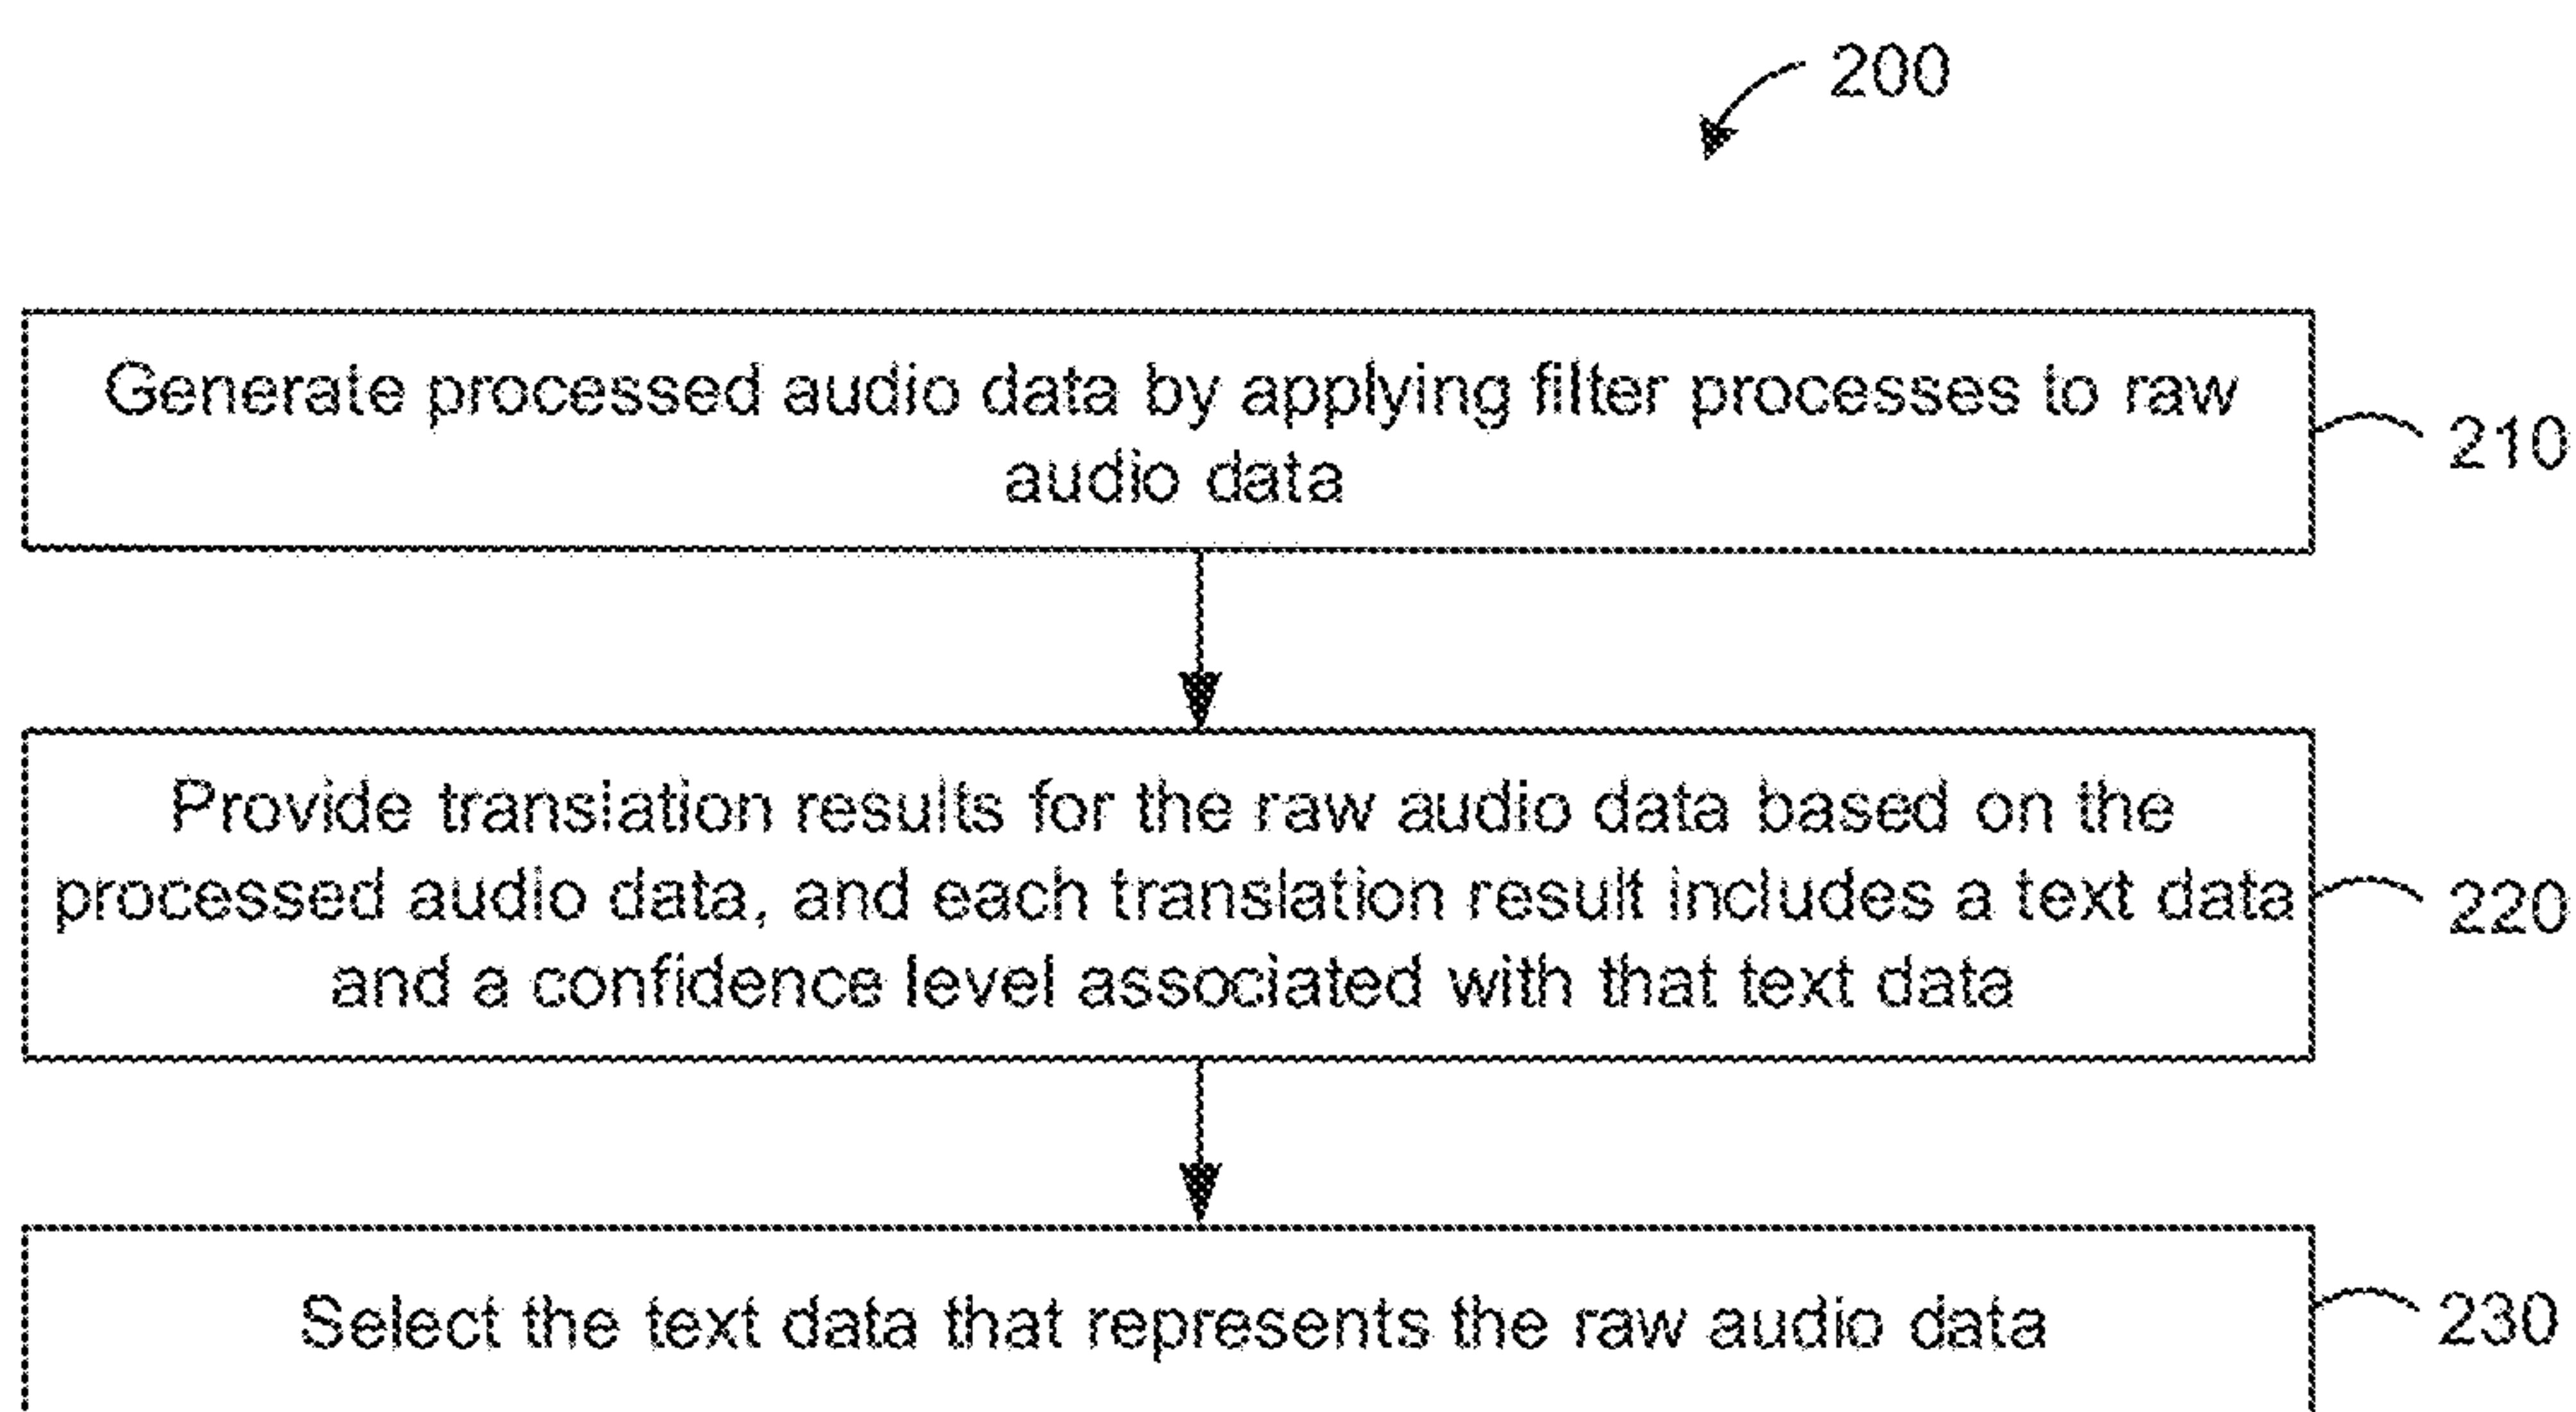 200
Generate processed audio data by applying filter processes to raw
audio data
210
Provide translation results for the raw audio data based on the
processed audio data, and each translation result includes a text data
and a confidence level associated with that text data
220
Select the text data that represents the raw audio data
230